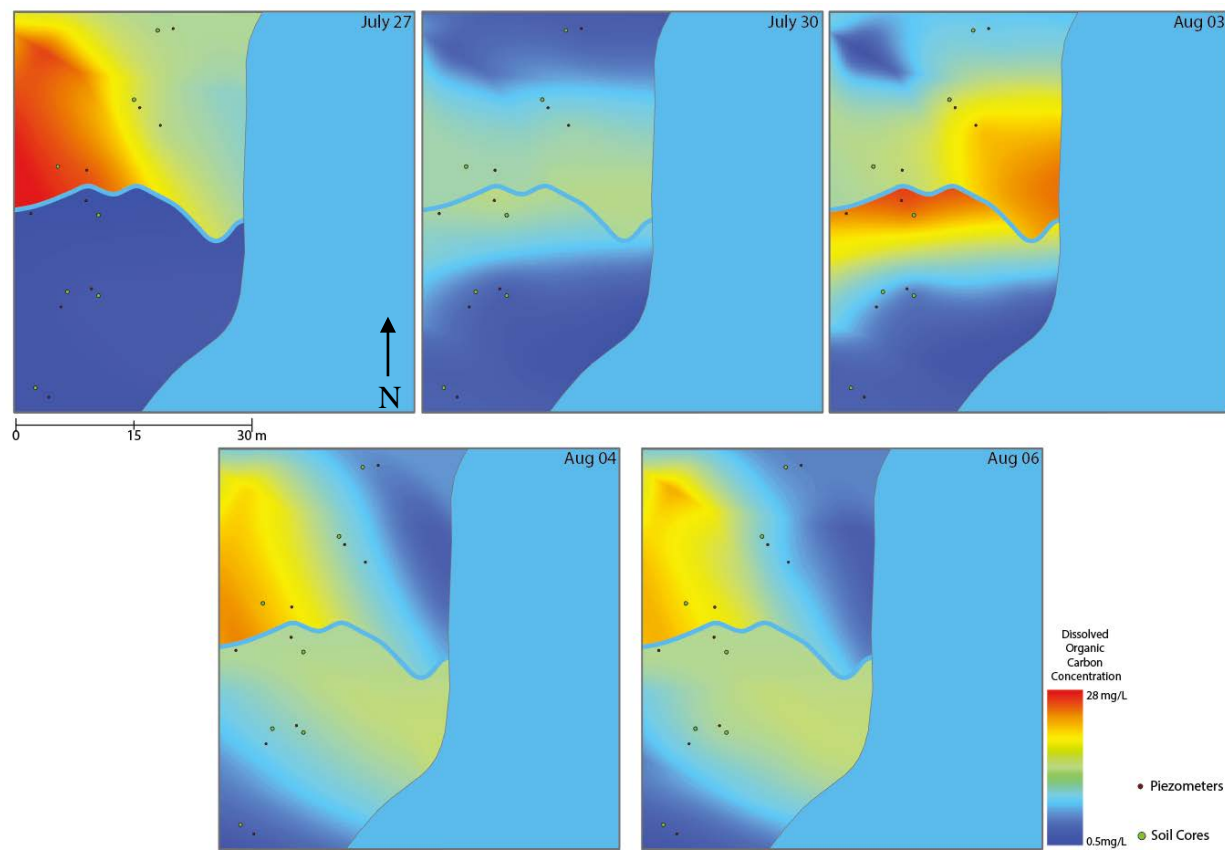 July 27
July 30
Aug 03
N
0 15 30 m
Aug 04
Aug 06
Dissolved
Organic
Carbon
Concentration
28 mg/L
0.5mg/L
Piezometers
Soil Cores